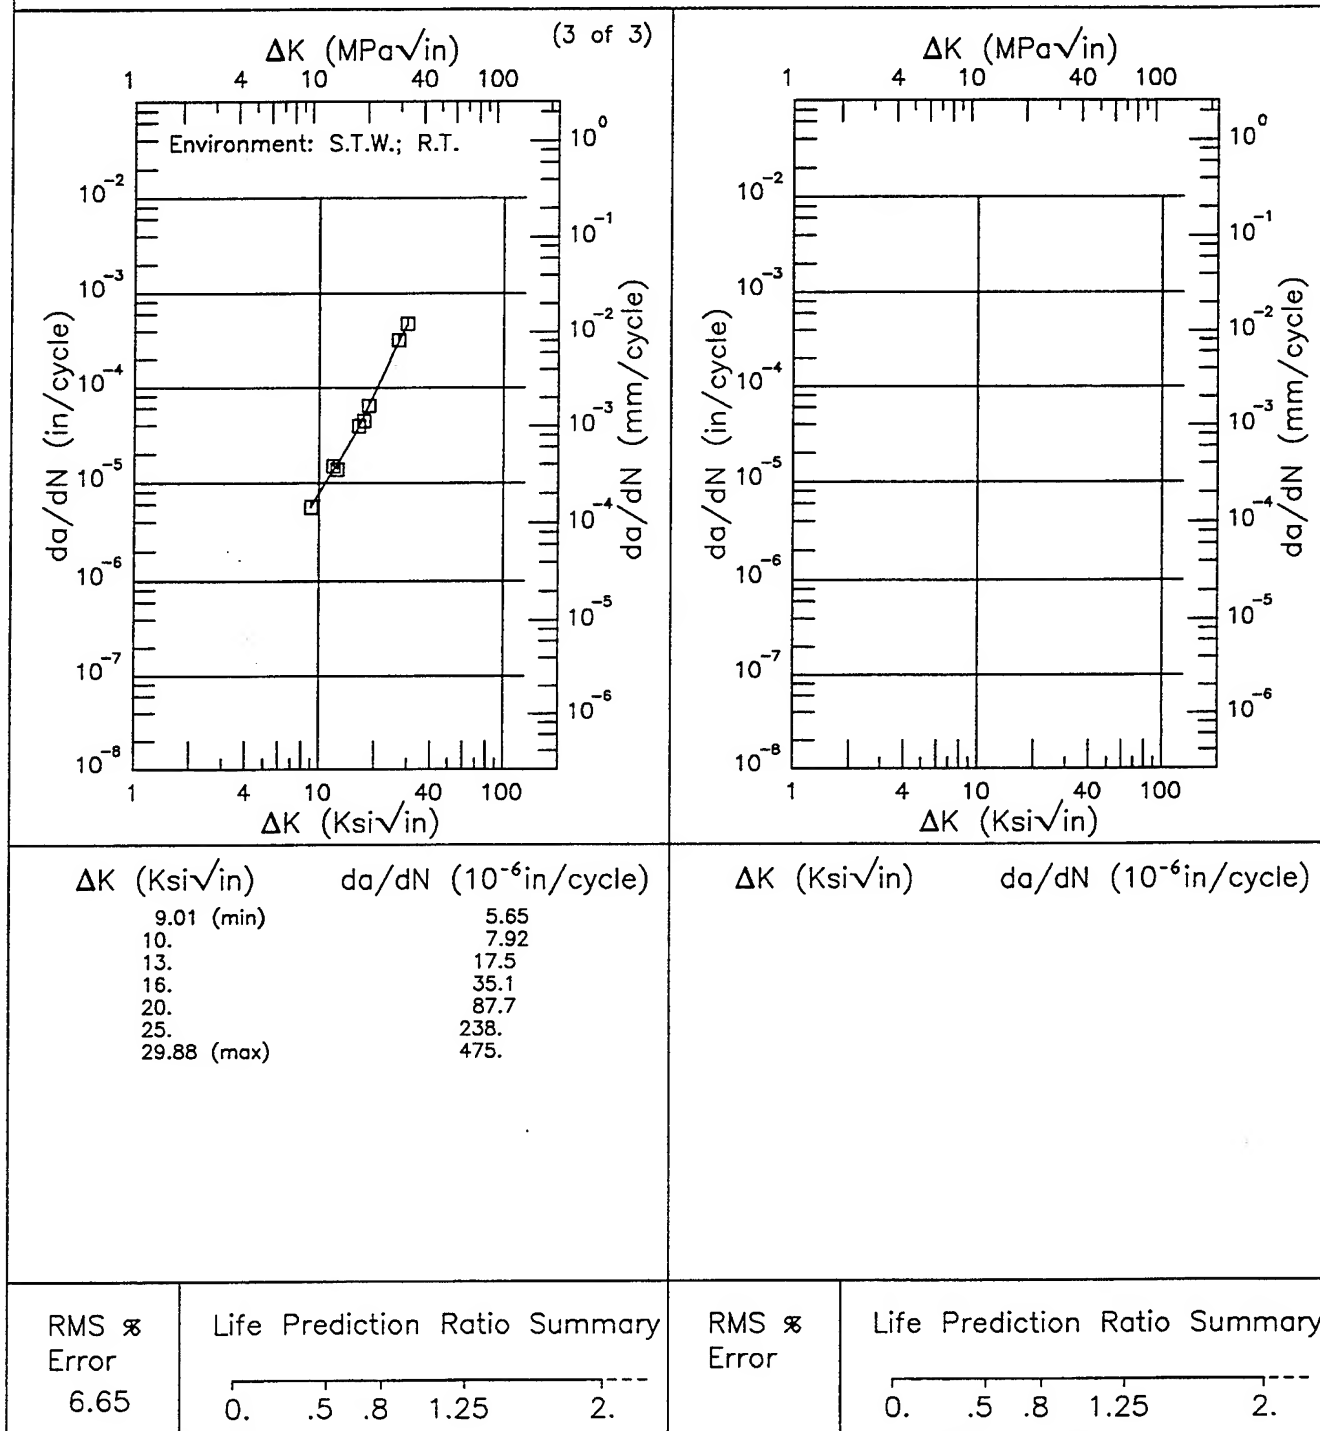 (3 of 3)
ΔK (MPa√in)
1 4 10 40 100
Environment: S.T.W.; R.T.
10⁰
10⁻²
10⁻¹
10⁻³
10⁻²
10⁻⁴
10⁻³
10⁻⁵
10⁻⁴
10⁻⁶
10⁻⁵
10⁻⁷
10⁻⁶
10⁻⁸
da/dN (in/cycle)
da/dN (mm/cycle)
1 4 10 40 100
ΔK (Ksi√in)
ΔK (MPa√in)
1 4 10 40 100
10⁰
10⁻²
10⁻¹
10⁻³
10⁻²
10⁻⁴
10⁻³
10⁻⁵
10⁻⁴
10⁻⁶
10⁻⁵
10⁻⁷
10⁻⁶
10⁻⁸
da/dN (in/cycle)
da/dN (mm/cycle)
1 4 10 40 100
ΔK (Ksi√in)
ΔK (Ksi√in) da/dN (10⁻⁶in/cycle)
9.01 (min) 5.65
10. 7.92
13. 17.5
16. 35.1
20. 87.7
25. 238.
29.88 (max) 475.
ΔK (Ksi√in) da/dN (10⁻⁶in/cycle)
RMS %
Error
6.65
Life Prediction Ratio Summary
0. .5 .8 1.25 2.
RMS %
Error
Life Prediction Ratio Summary
0. .5 .8 1.25 2.